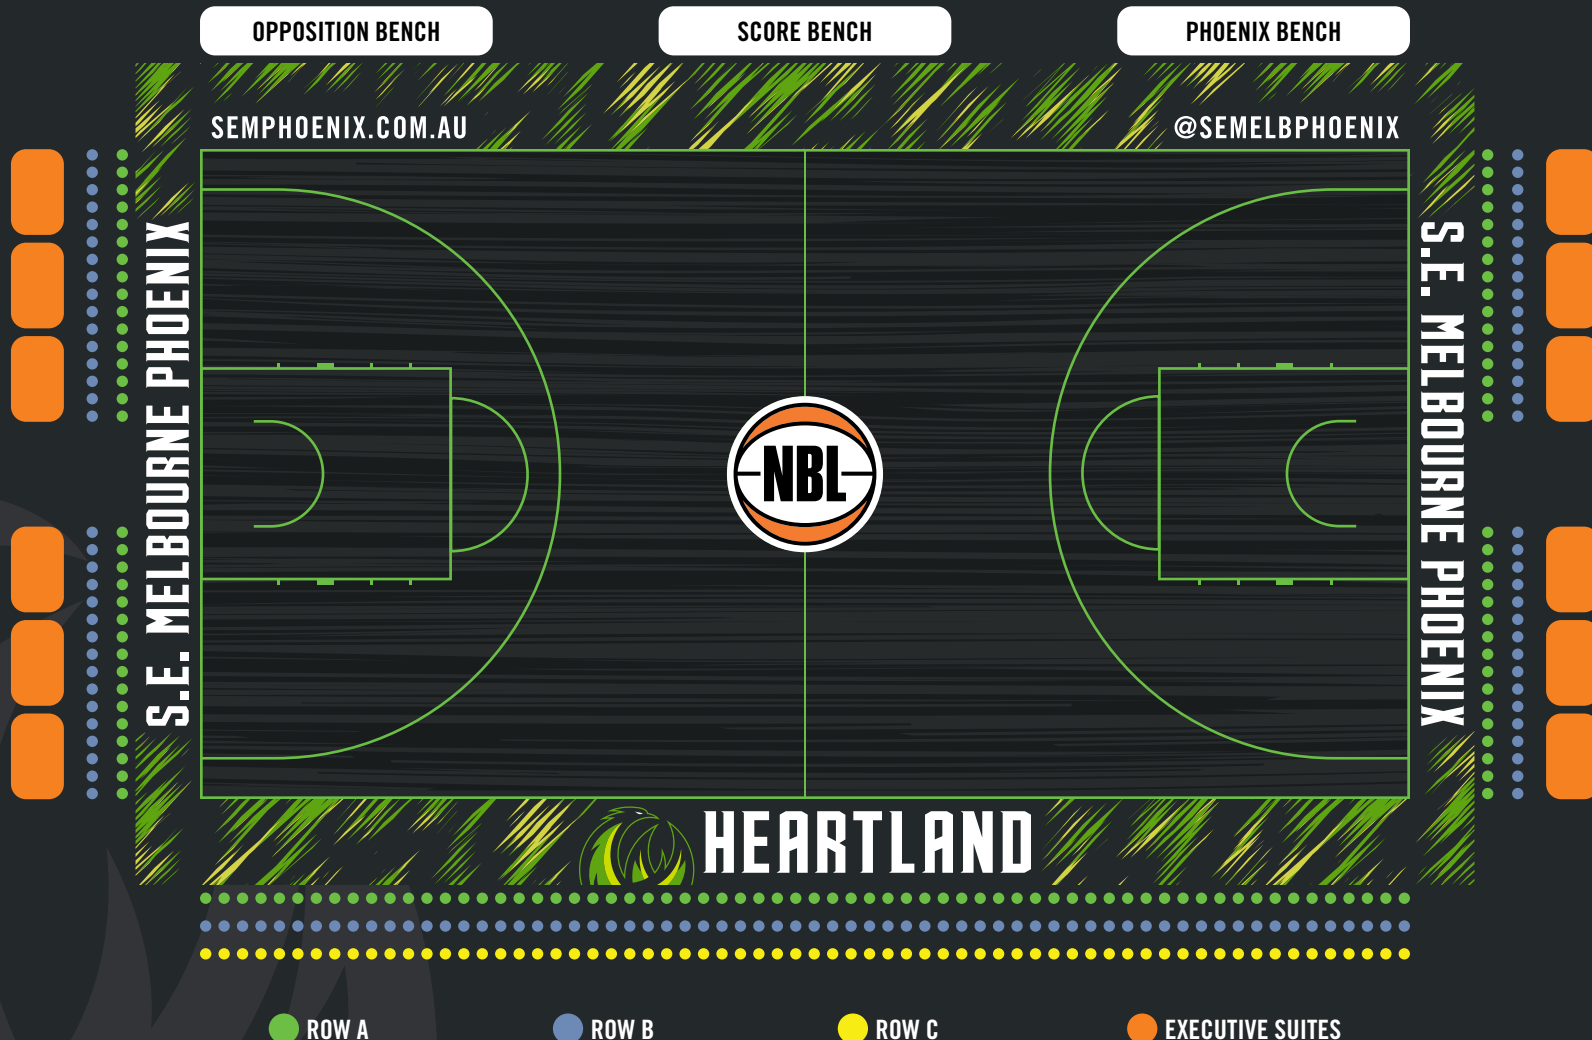 OPPOSITION BENCH
SCORE BENCH
PHOENIX BENCH
SEMPHOENIX.COM.AU
@SEMELBPHOENIX
S.E. MELBOURNE PHOENIX
S.E. MELBOURNE PHOENIX
NBL
HEARTLAND
ROW A
ROW B
ROW C
EXECUTIVE SUITES